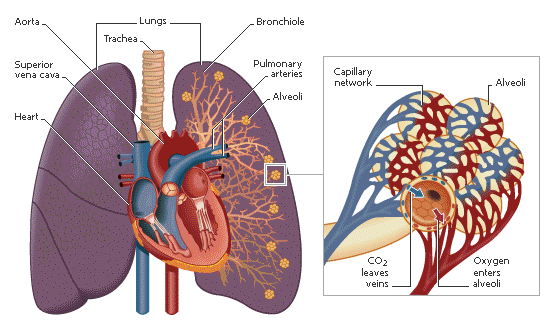 Aorta
Lungs
Bronchiole
Trachea
Superior
vena cava
Pulmonary
arteries
Alveoli
Heart
Capillary
network
Alveoli
CO2
leaves
veins
Oxygen
enters
alveoli